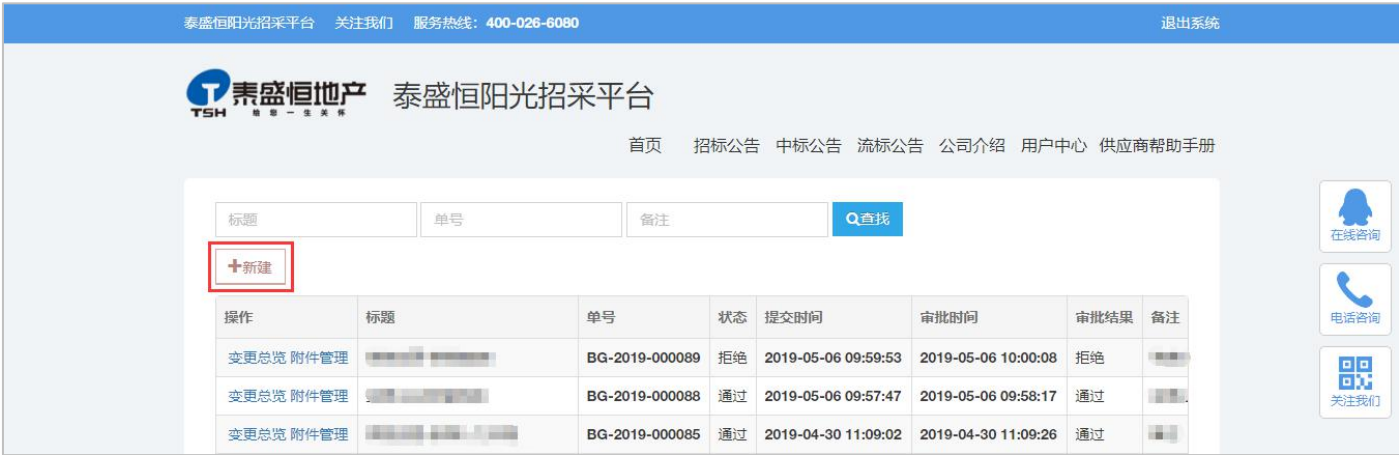 泰盛恒阳光招采平台 关注我们 服务热线：400-026-6080 退出系统
泰盛恒地产 泰盛恒阳光招采平台
TSH 给您一生关怀
首页 招标公告 中标公告 流标公告 公司介绍 用户中心 供应商帮助手册
标题 单号 备注 查找
在线咨询
新建
操作 标题 单号 状态 提交时间 审批时间 审批结果 备注
电话咨询
变更总览 附件管理 BG-2019-000089 拒绝 2019-05-06 09:59:53 2019-05-06 10:00:08 拒绝
变更总览 附件管理 BG-2019-000088 通过 2019-05-06 09:57:47 2019-05-06 09:58:17 通过
关注我们
变更总览 附件管理 BG-2019-000085 通过 2019-04-30 11:09:02 2019-04-30 11:09:26 通过